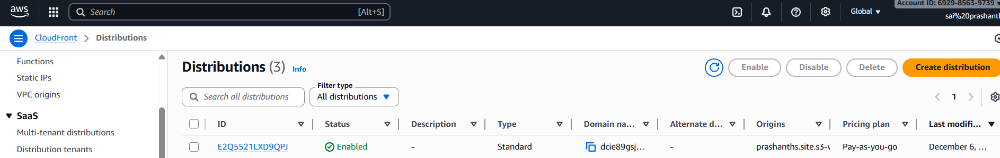 aws
Search [Alt+S]
Global
Account ID: 6929-8563-9739
sai%20prashanth
CloudFront Distributions
Functions
Static IPs
VPC origins
SaaS
Multi-tenant distributions
Distribution tenants
Distributions (3) Info
Enable Disable Delete Create distribution
Search all distributions
Filter type
All distributions
1
ID Status Description Type Domain na... Alternate d... Origins Pricing plan Last modifi...
E2Q5521LXD9QPJ Enabled - Standard dcie89gsj... - prashanths.site.s3-v Pay-as-you-go December 6, ...